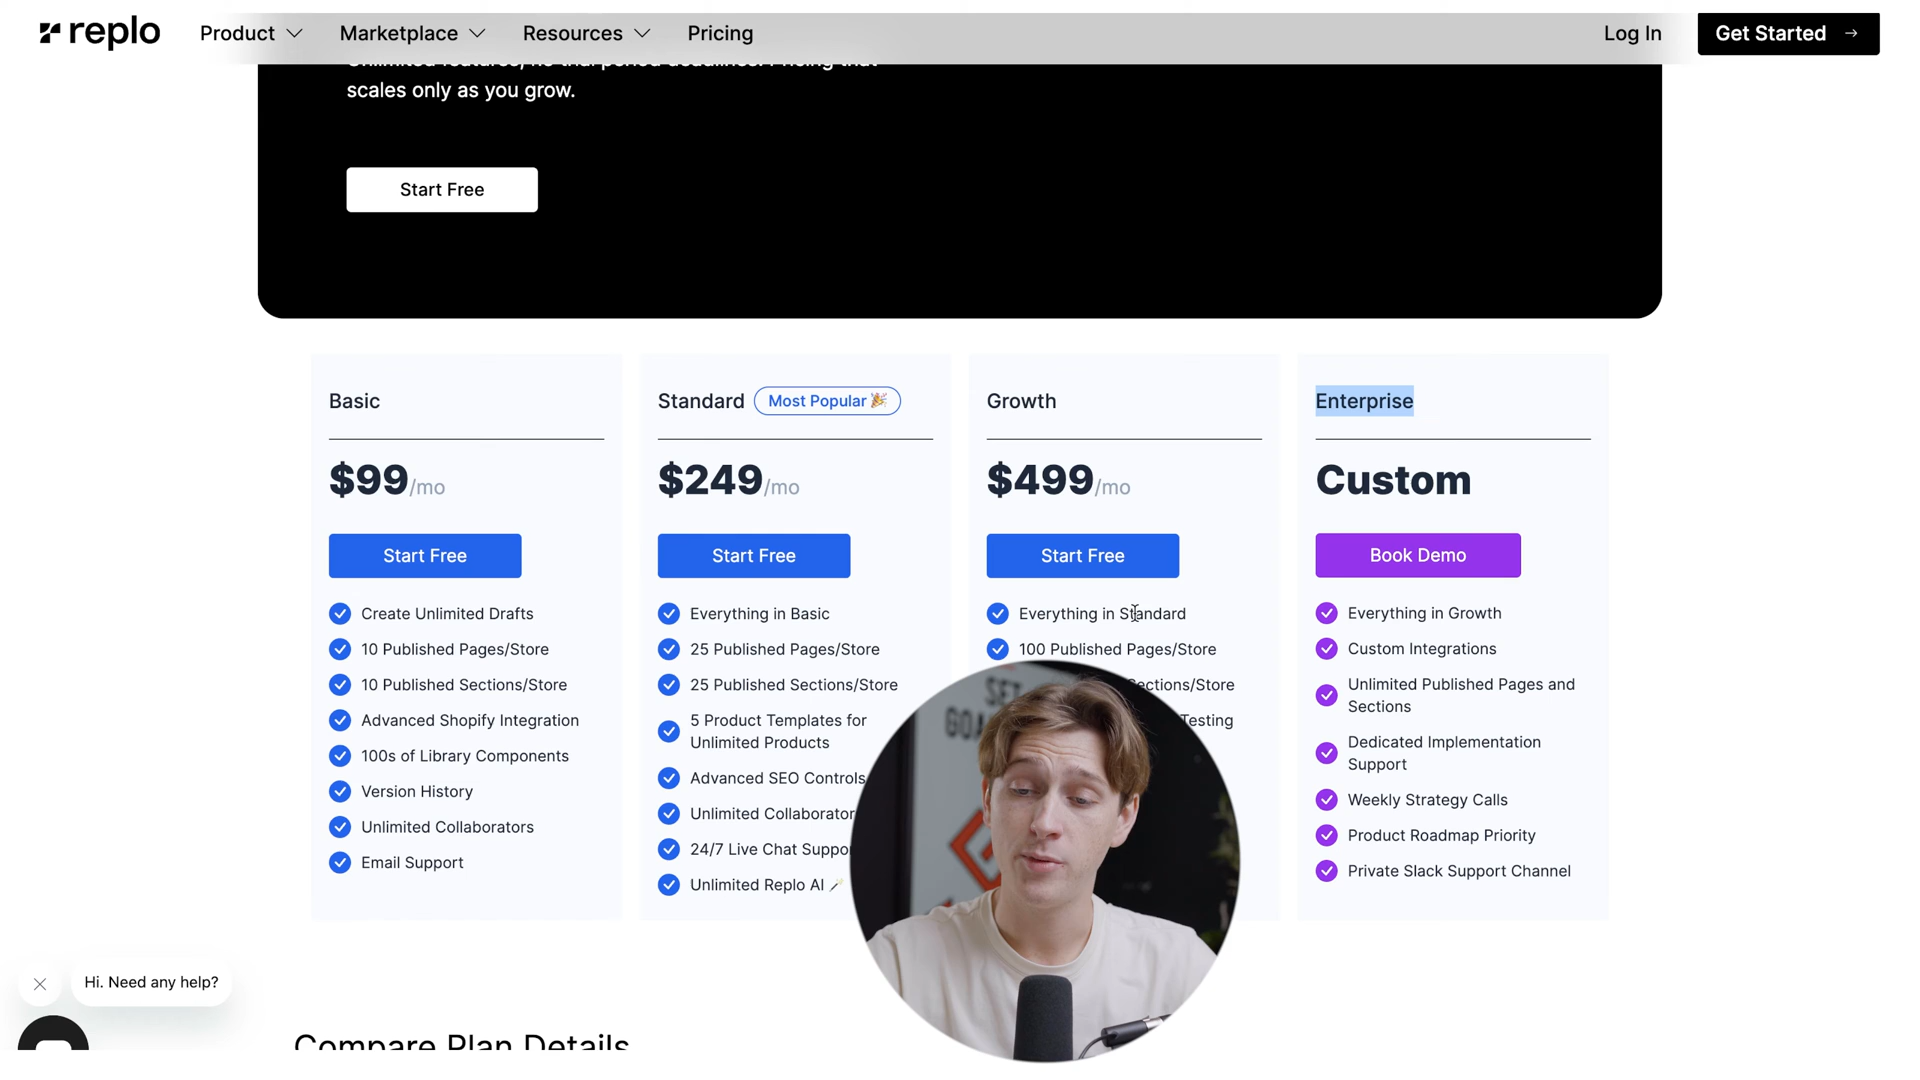 replo
Product
Marketplace
Resources
Pricing
Log In
Get Started →
scales only as you grow.
Start Free
Basic
$99/mo
Start Free
Create Unlimited Drafts
10 Published Pages/Store
10 Published Sections/Store
Advanced Shopify Integration
100s of Library Components
Version History
Unlimited Collaborators
Email Support
Standard
Most Popular 🎉
$249/mo
Start Free
Everything in Basic
25 Published Pages/Store
25 Published Sections/Store
5 Product Templates for
Unlimited Products
Advanced SEO Controls
Unlimited Collaborator
24/7 Live Chat Suppo
Unlimited Replo AI 🪄
Growth
$499/mo
Start Free
Everything in Standard
100 Published Pages/Store
Sections/Store
Testing
SET
GOA
Enterprise
Custom
Book Demo
Everything in Growth
Custom Integrations
Unlimited Published Pages and
Sections
Dedicated Implementation
Support
Weekly Strategy Calls
Product Roadmap Priority
Private Slack Support Channel
Hi. Need any help?
Compare Plan Details